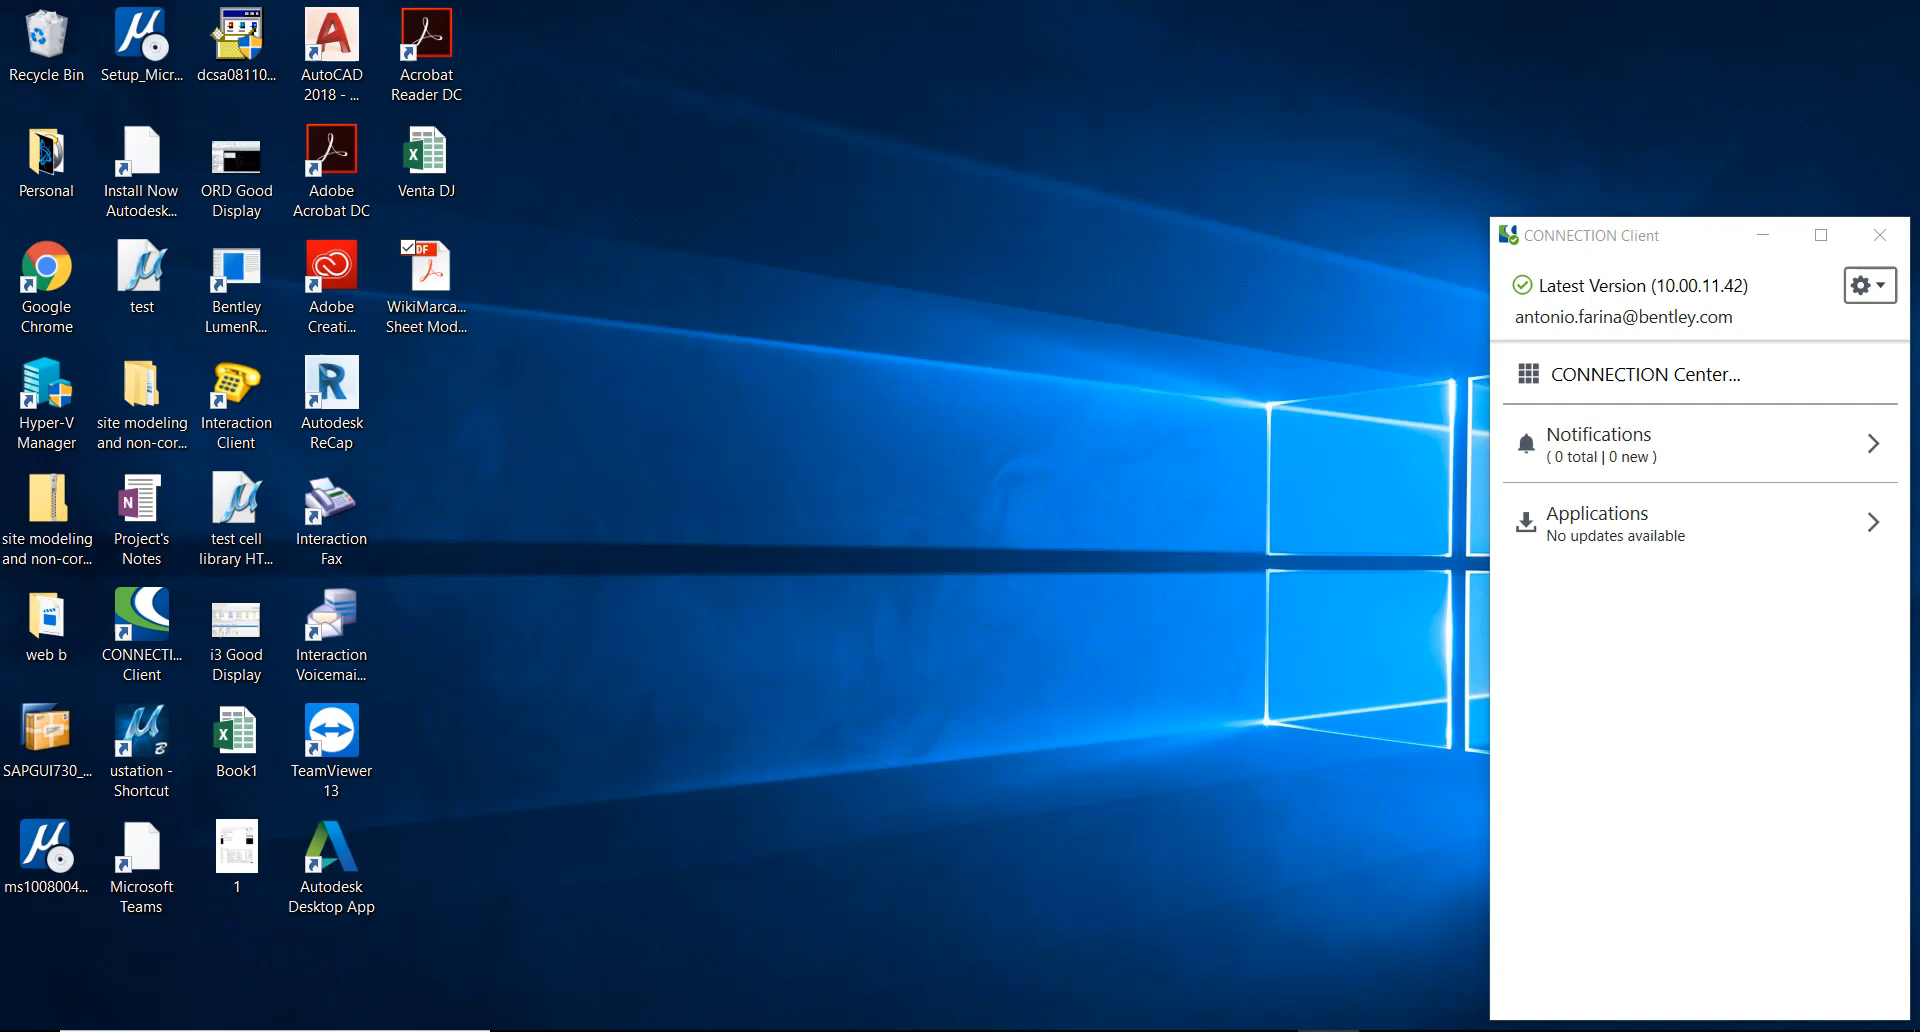 Recycle Bin
Setup_Micr...
dcsa08110...
AutoCAD
2018 - ...
Acrobat
Reader DC
Personal
Install Now
Autodesk...
ORD Good
Display
Adobe
Acrobat DC
Venta DJ
Google
Chrome
test
Bentley
LumenR...
Adobe
Creati...
WikiMarca...
Sheet Mod...
Hyper-V
Manager
site modeling
and non-cor...
Interaction
Client
Autodesk
ReCap
site modeling
and non-cor...
Project's
Notes
test cell
library HT...
Interaction
Fax
web b
CONNECTI...
Client
i3 Good
Display
Interaction
Voicemai...
SAPGUI730_...
ustation -
Shortcut
Book1
TeamViewer
13
ms1008004...
Microsoft
Teams
1
Autodesk
Desktop App
CONNECTION Client
Latest Version (10.00.11.42)
antonio.farina@bentley.com
CONNECTION Center...
Notifications
( 0 total | 0 new )
Applications
No updates available